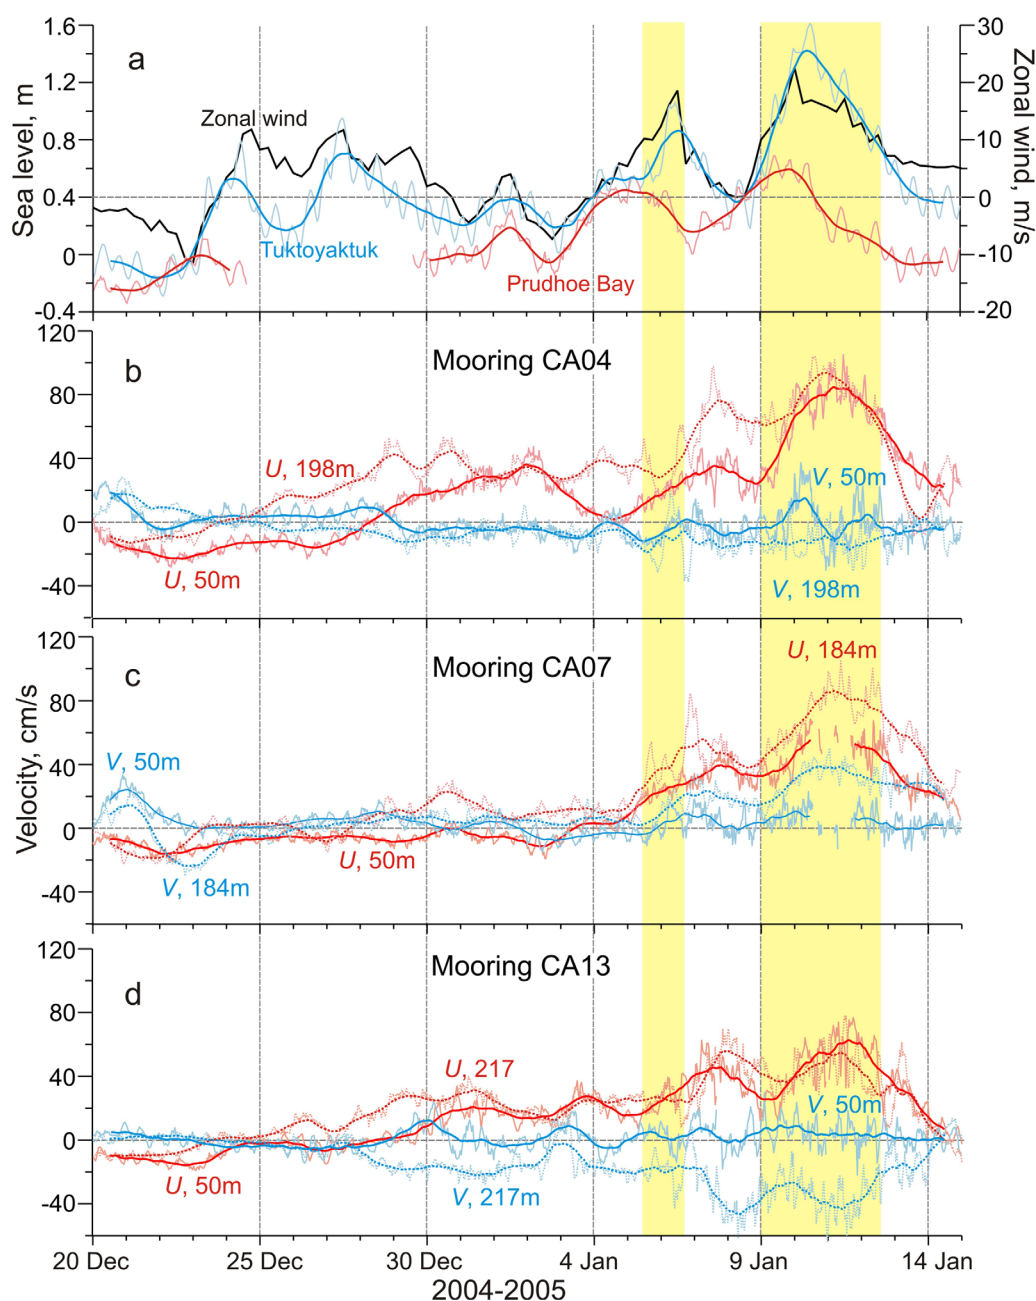 a
1.6
1.2
0.8
0.4
0
-0.4
Sea level, m
30
20
10
0
-10
-20
Zonal wind, m/s
Zonal wind
Tuktoyaktuk
Prudhoe Bay
b
Mooring CA04
120
80
40
0
-40
U, 198m
U, 50m
V, 50m
V, 198m
c
Mooring CA07
120
80
40
0
-40
Velocity, cm/s
U, 184m
V, 50m
U, 50m
V, 184m
d
Mooring CA13
120
80
40
0
-40
U, 217
V, 50m
U, 50m
V, 217m
20 Dec
25 Dec
30 Dec
4 Jan
9 Jan
14 Jan
2004-2005